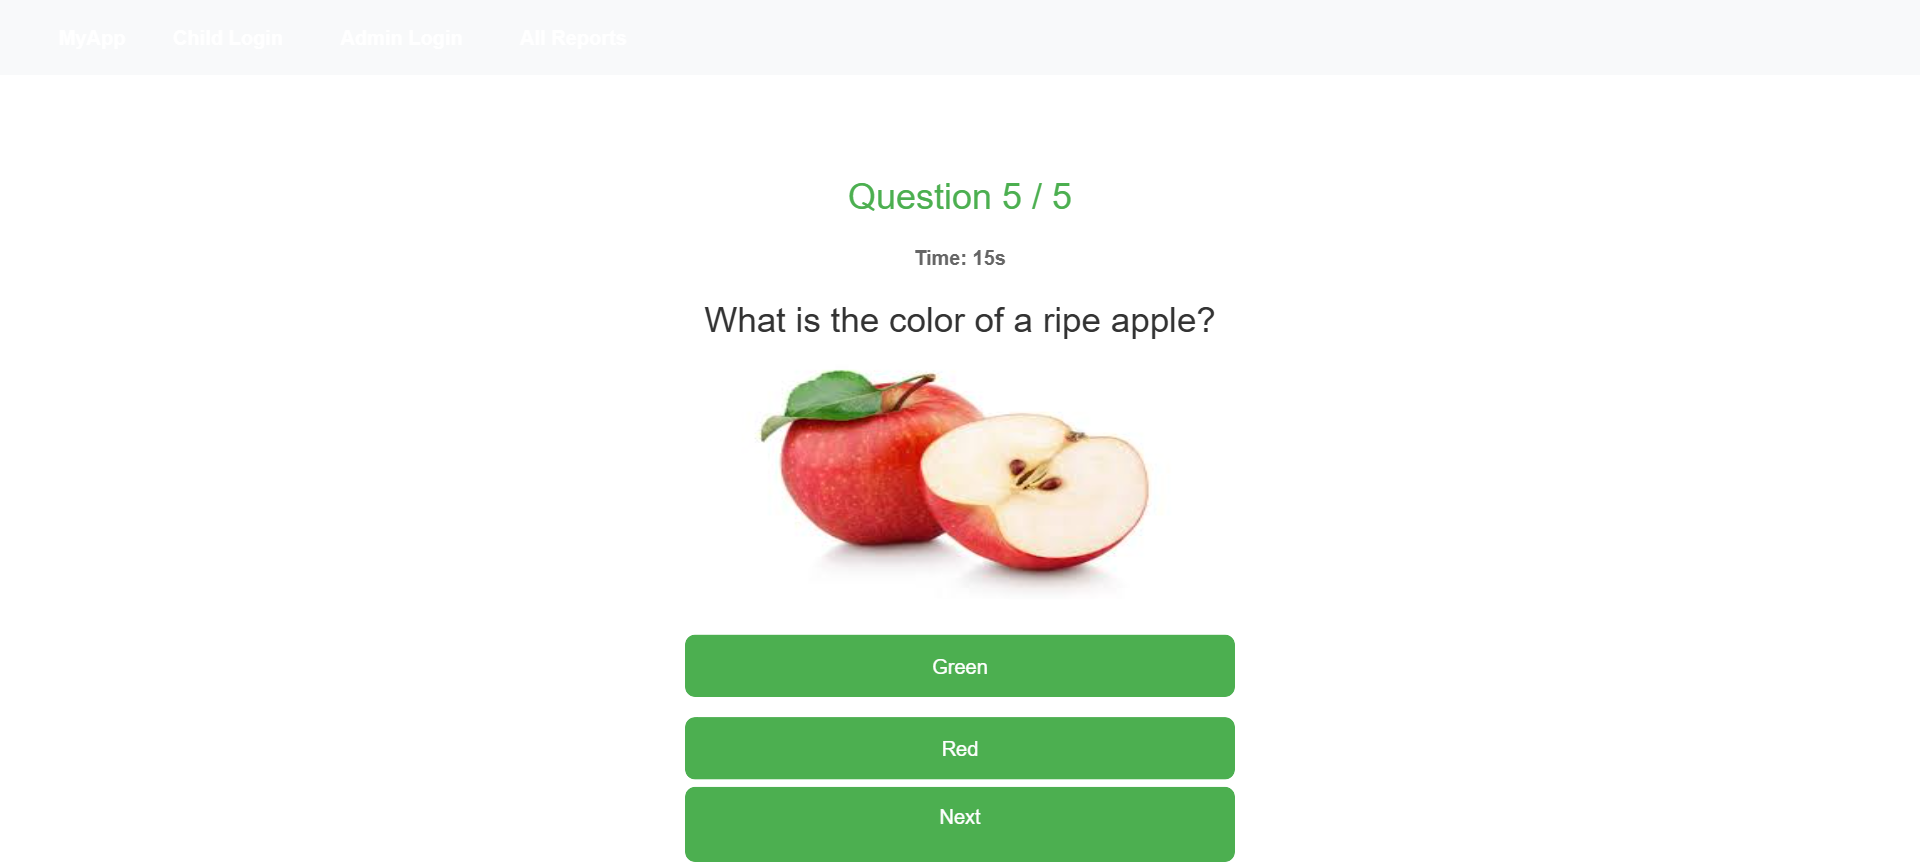 MyApp Child Login Admin Login All Reports
Question 5 / 5
Time: 15s
What is the color of a ripe apple?
Green
Red
Next